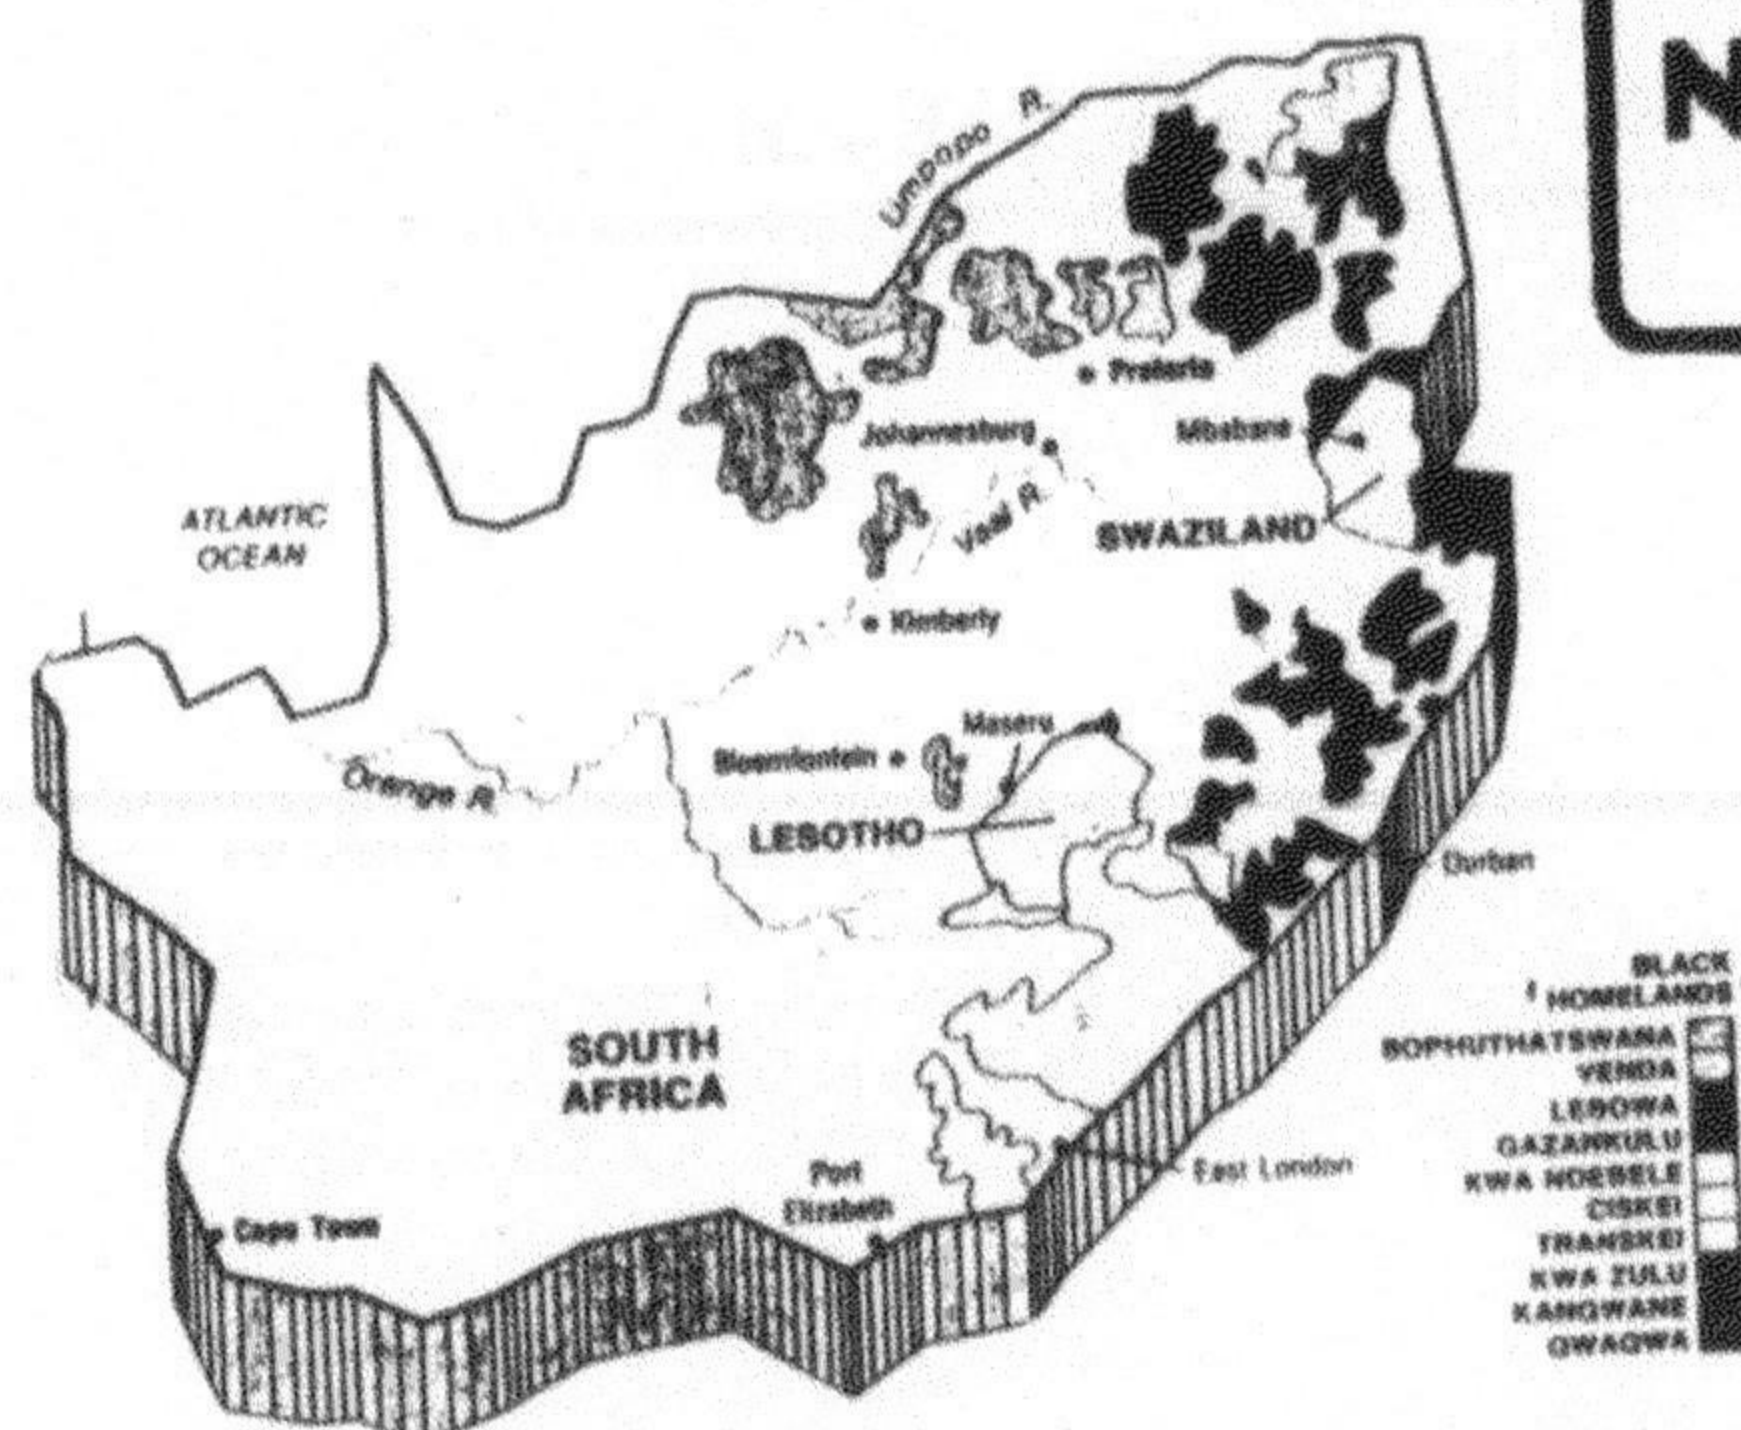 N
Limpopo R.
Pretoria
Johannesburg
Mbabane
ATLANTIC
OCEAN
Vaal R.
SWAZILAND
Kimberly
Maseru
Bloemfontein
Orange R.
LESOTHO
Durban
BLACK
HOMELANDS
SOUTH
AFRICA
BOPHUTHATSWANA
VENDA
LEBOWA
GAZANKULU
KWA NDEBELE
CISKEI
TRANSKEI
KWA ZULU
KANGWANE
QWAQWA
East London
Port
Elizabeth
Cape Town